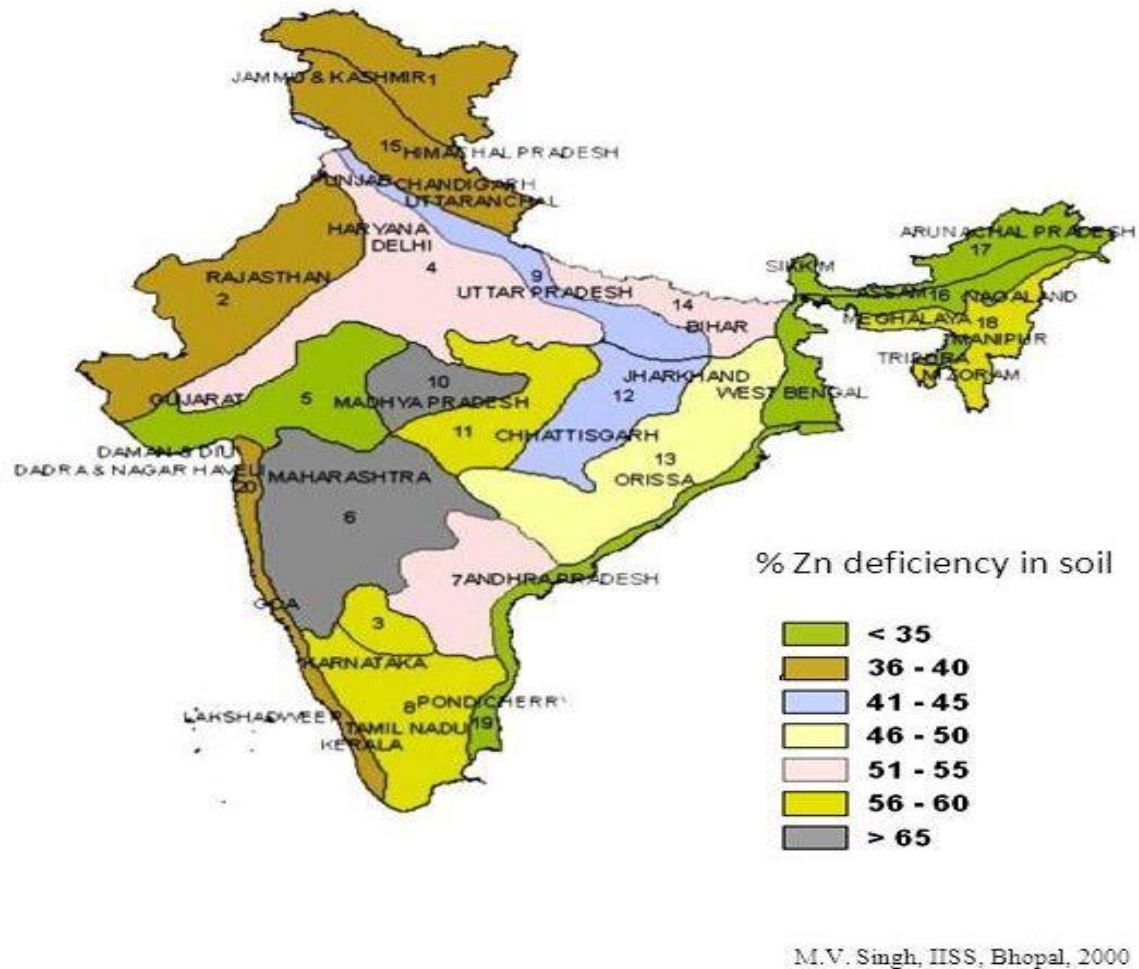 JAMMU & KASHMIR 1
15 HIMACHAL PRADESH
PUNJAB CHANDIGARH
UTTARANCHAL
HARYANA
DELHI
4
RAJASTHAN
2
9
UTTAR PRADESH
14
BIHAR
SIKKIM
ARUNACHAL PRADESH
17
ASSAM 16 NAGALAND
MEGHALAYA 18
MANIPUR
TRIPURA
MIZORAM
GUJARAT
5
10
MADHYA PRADESH
11
JHARKHAND
12
WEST BENGAL
CHHATTISGARH
13
ORISSA
DAMAN & DIU
DADRA & NAGAR HAVELI
20
MAHARASHTRA
6
7 ANDHRA PRADESH
GOA
3
KARNATAKA
8 PONDICHERRY
LAKSHADWEEP
TAMIL NADU 19
KERALA
% Zn deficiency in soil
< 35
36 - 40
41 - 45
46 - 50
51 - 55
56 - 60
> 65
M.V. Singh, IISS, Bhopal, 2000